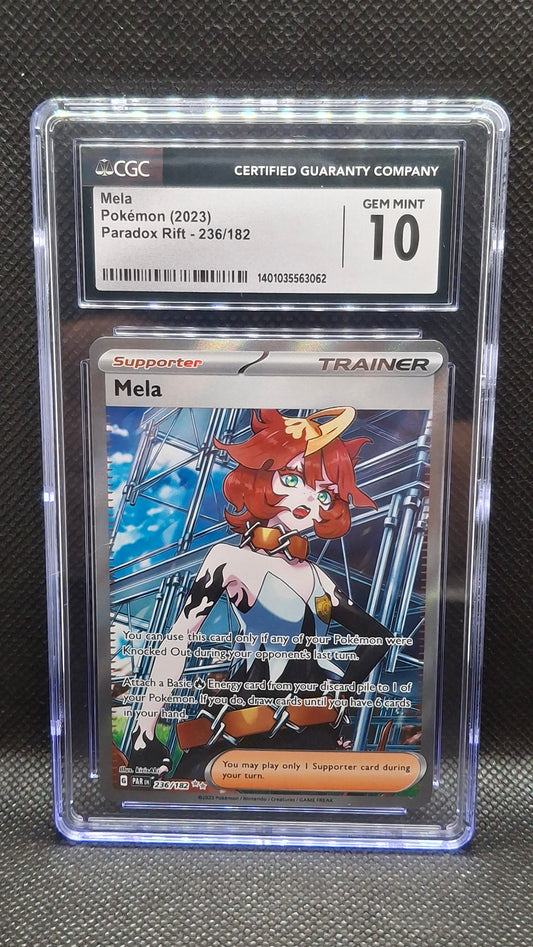 CGC
CERTIFIED GUARANTY COMPANY
Mela
Pokémon (2023)
Paradox Rift - 236/182
GEM MINT
10
1401035563062
Supporter
TRAINER
Mela
You can use this card only if any of your Pokémon were
Knocked Out during your opponent's last turn.
Attach a Basic Energy card from your discard pile to 1 of
your Pokémon. If you do, draw cards until you have 6 cards
in your hand.
You may play only 1 Supporter card during
your turn.
Illus.
G PAR EN 236/182
©2023 Pokémon / Nintendo / Creatures / GAME FREAK